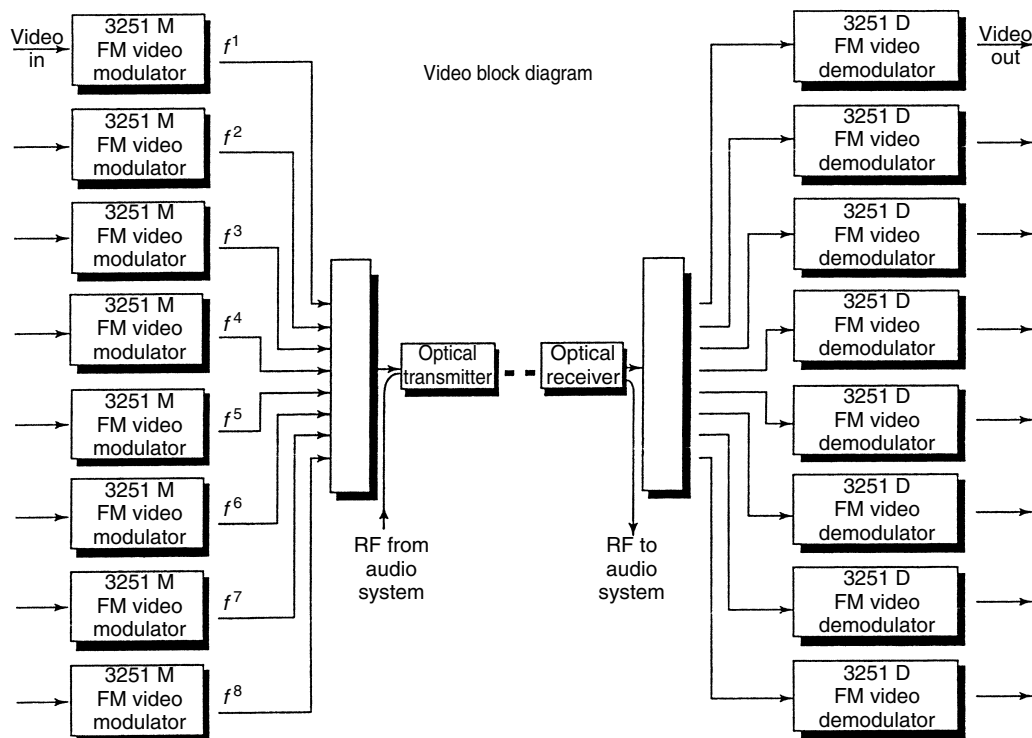 Video block diagram
Video
in
3251 M
FM video
modulator
f¹
3251 M
FM video
modulator
f²
3251 M
FM video
modulator
f³
3251 M
FM video
modulator
f⁴
3251 M
FM video
modulator
f⁵
3251 M
FM video
modulator
f⁶
3251 M
FM video
modulator
f⁷
3251 M
FM video
modulator
f⁸
Optical
transmitter
RF from
audio
system
Optical
receiver
RF to
audio
system
3251 D
FM video
demodulator
Video
out
3251 D
FM video
demodulator
3251 D
FM video
demodulator
3251 D
FM video
demodulator
3251 D
FM video
demodulator
3251 D
FM video
demodulator
3251 D
FM video
demodulator
3251 D
FM video
demodulator